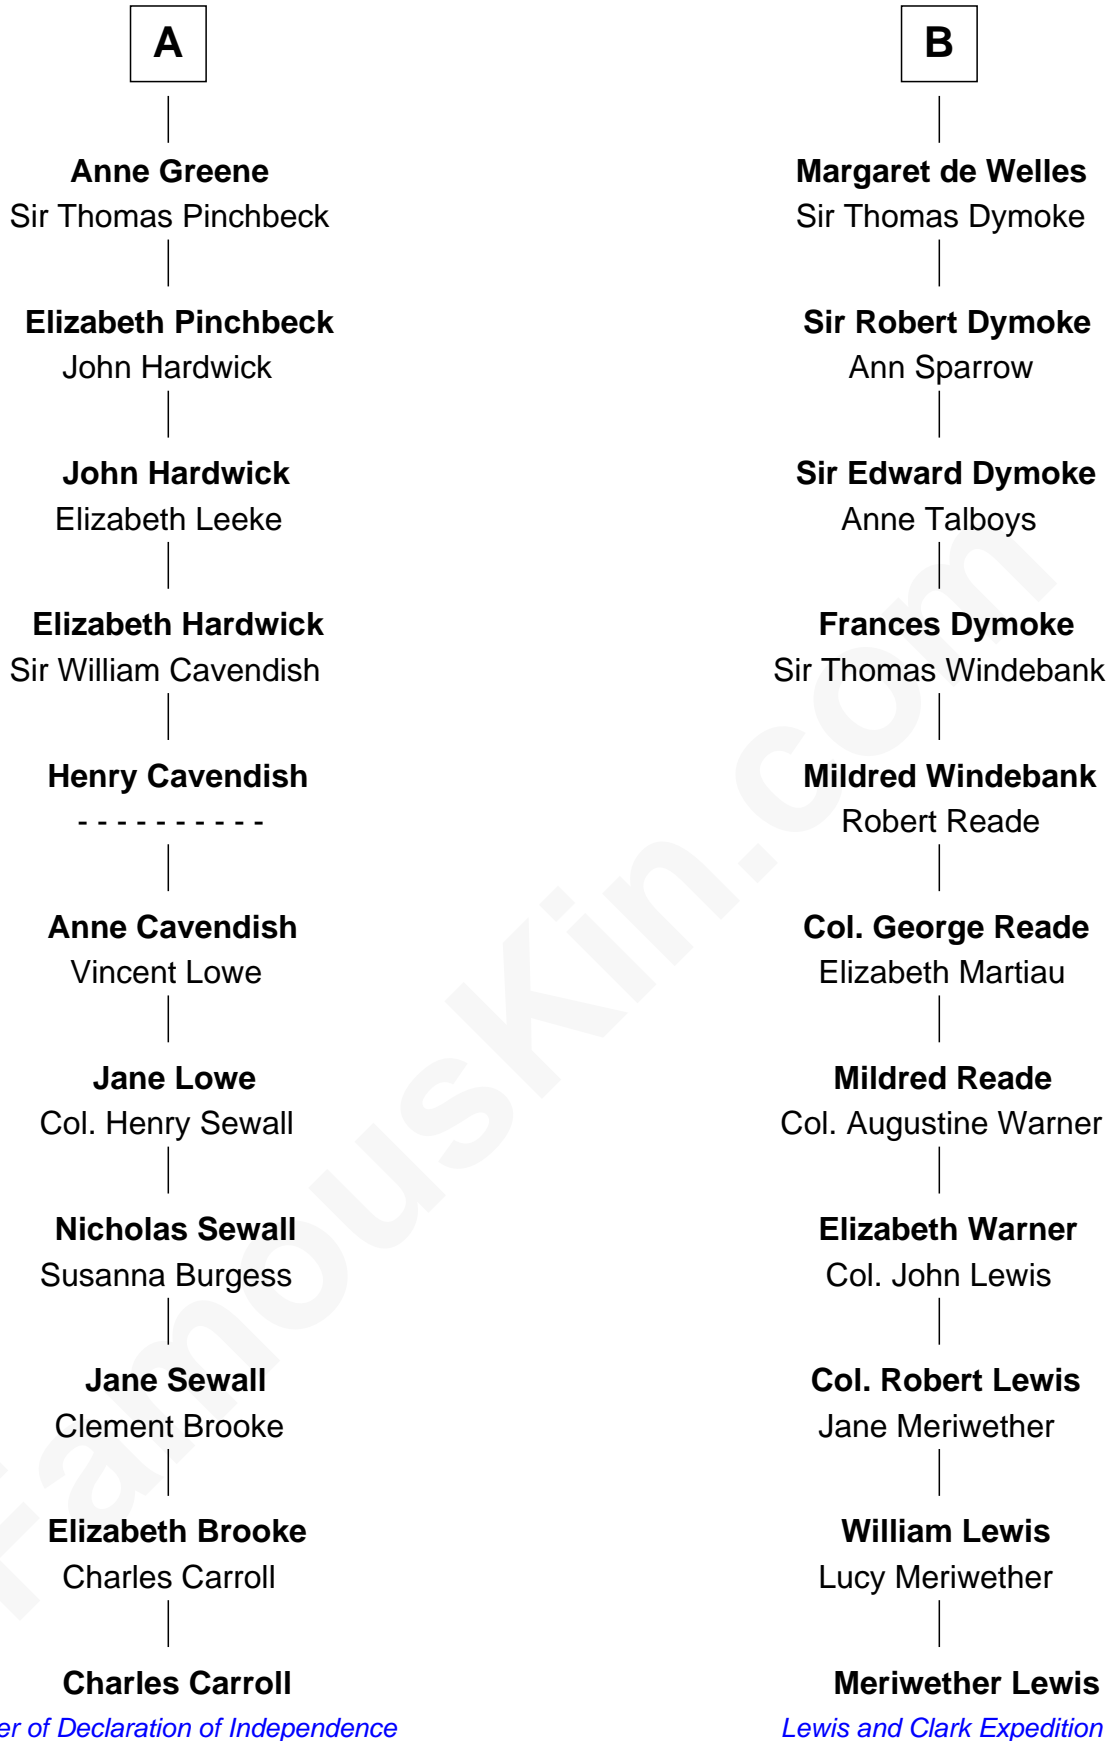 A
Anne Greene
Sir Thomas Pinchbeck
Elizabeth Pinchbeck
John Hardwick
John Hardwick
Elizabeth Leeke
Elizabeth Hardwick
Sir William Cavendish
Henry Cavendish
- - - - - - - - - -
Anne Cavendish
Vincent Lowe
Jane Lowe
Col. Henry Sewall
Nicholas Sewall
Susanna Burgess
Jane Sewall
Clement Brooke
Elizabeth Brooke
Charles Carroll
Charles Carroll
er of Declaration of Independence
B
Margaret de Welles
Sir Thomas Dymoke
Sir Robert Dymoke
Ann Sparrow
Sir Edward Dymoke
Anne Talboys
Frances Dymoke
Sir Thomas Windebank
Mildred Windebank
Robert Reade
Col. George Reade
Elizabeth Martiau
Mildred Reade
Col. Augustine Warner
Elizabeth Warner
Col. John Lewis
Col. Robert Lewis
Jane Meriwether
William Lewis
Lucy Meriwether
Meriwether Lewis
Lewis and Clark Expedition
FamousKin.com